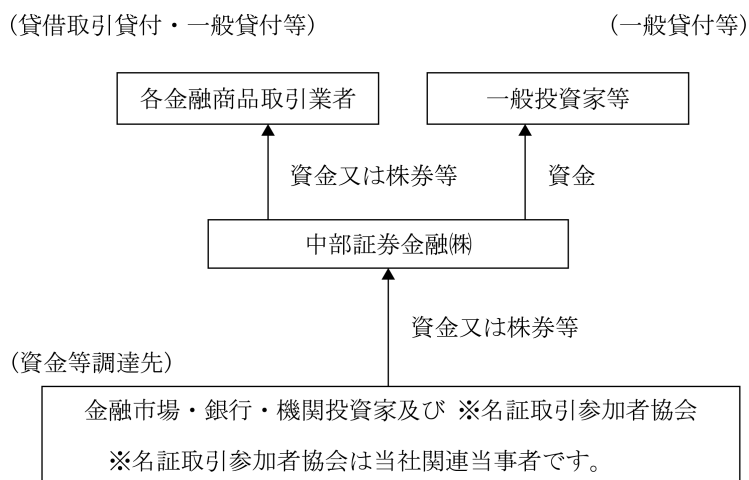 (貸借取引貸付・一般貸付等)
(一般貸付等)
各金融商品取引業者
一般投資家等
資金又は株券等
資金
中部証券金融㈱
資金又は株券等
(資金等調達先)
金融市場・銀行・機関投資家及び ※名証取引参加者協会
※名証取引参加者協会は当社関連当事者です。